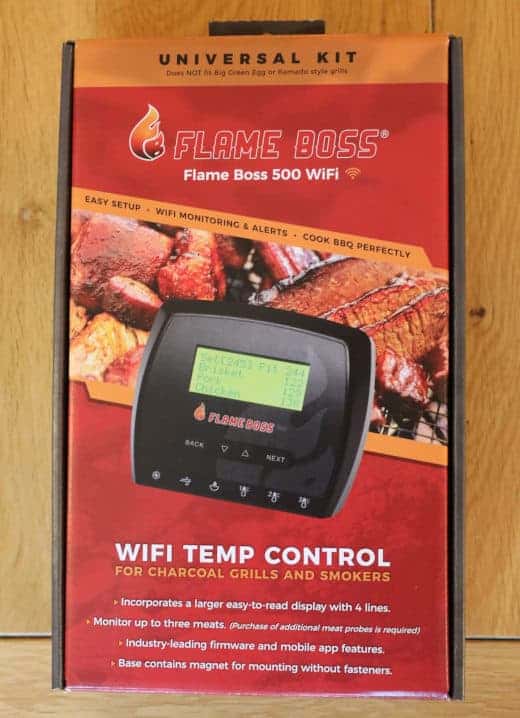 UNIVERSAL KIT
Does NOT fit Big Green Egg or Kamado style grills
FLAME BOSS®
Flame Boss 500 WiFi
EASY SETUP • WIFI MONITORING & ALERTS • COOK BBQ PERFECTLY
Set[245] Pit 244
Brisket
Pork
Chicken
FLAME BOSS
BACK NEXT
WIFI TEMP CONTROL
FOR CHARCOAL GRILLS AND SMOKERS
Incorporates a larger easy-to-read display with 4 lines.
Monitor up to three meats. (Purchase of additional meat probes is required)
Industry-leading firmware and mobile app features.
Base contains magnet for mounting without fasteners.